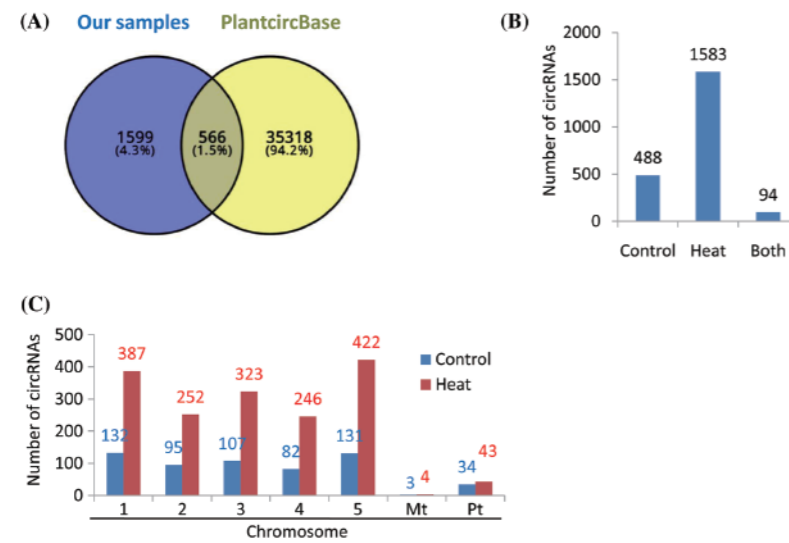 (A)
Our samples PlantcircBase
1599 566 35318
(4.3%) (1.5%) (94.2%)
(B)
Number of circRNAs
2000
1500
1000
500
0
488
1583
94
Control Heat Both
(C)
Number of circRNAs
500
400
300
200
100
0
132 387
95 252
107 323
82 246
131 422
3 4
34 43
Control
Heat
1 2 3 4 5 Mt Pt
Chromosome